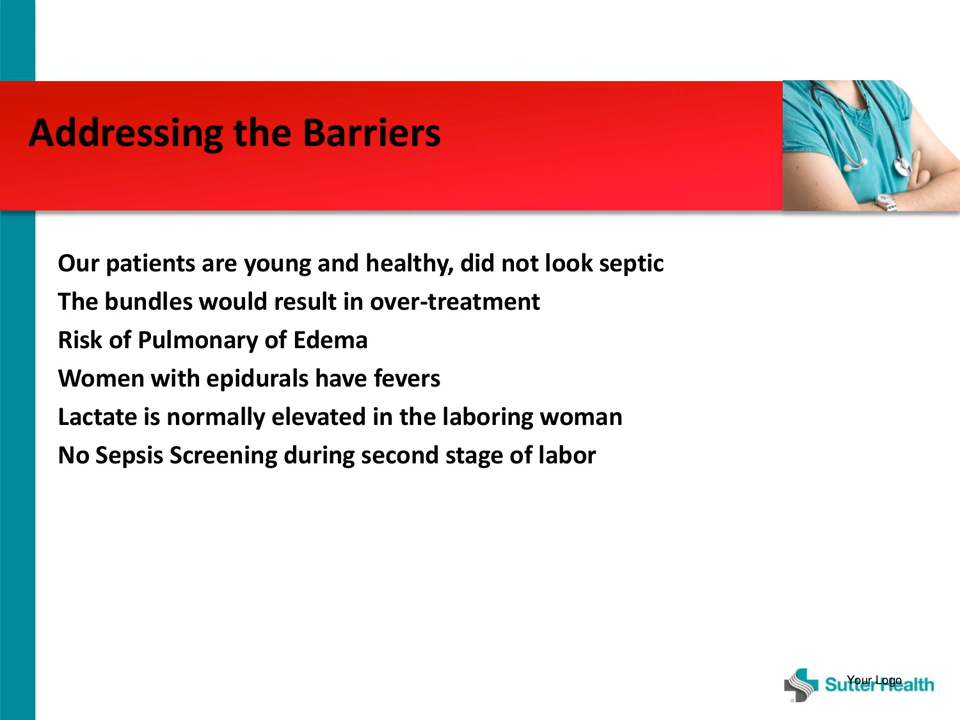 Addressing the Barriers
Our patients are young and healthy, did not look septic
The bundles would result in over-treatment
Risk of Pulmonary of Edema
Women with epidurals have fevers
Lactate is normally elevated in the laboring woman
No Sepsis Screening during second stage of labor
Your Logo
Sutter Health